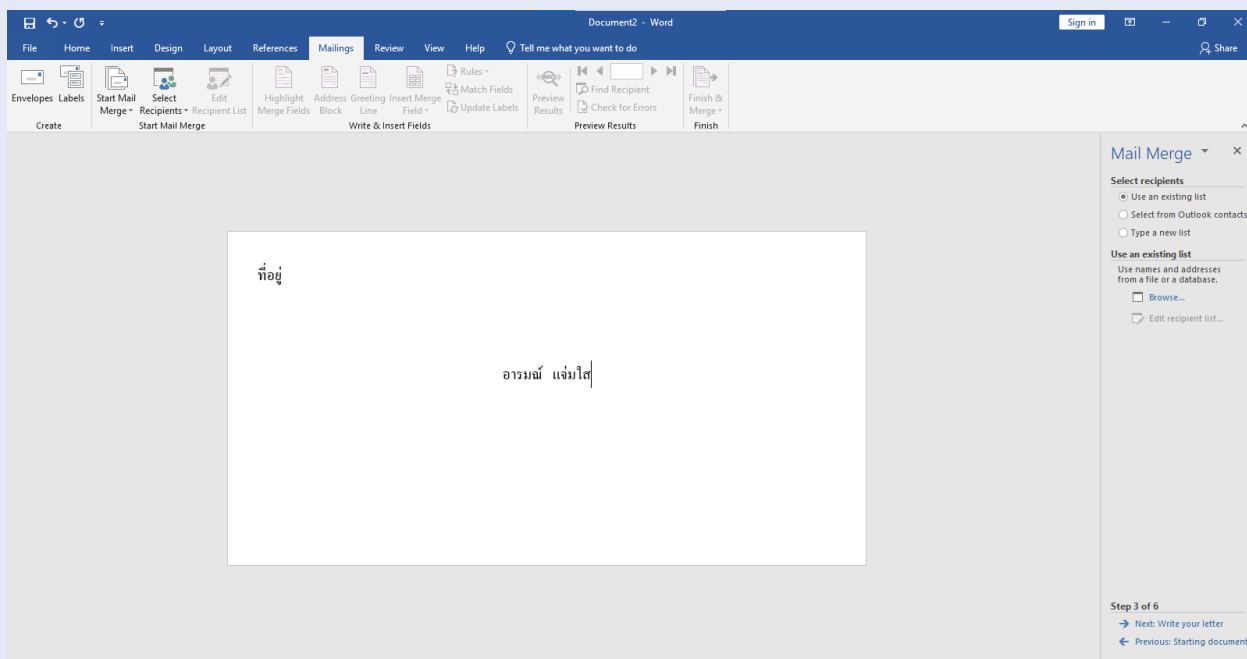 Document2 - Word
Sign in
File Home Insert Design Layout References Mailings Review View Help Tell me what you want to do
Share
Envelopes Labels
Create
Start Mail Merge
Select Recipients
Edit Recipient List
Start Mail Merge
Highlight Merge Fields
Address Block
Greeting Line
Insert Merge Field
Rules
Match Fields
Update Labels
Write & Insert Fields
ABC
Preview Results
Find Recipient
Check for Errors
Preview Results
Finish & Merge
Finish
ที่อยู่
อารมณ์ แจ่มใส
Mail Merge
Select recipients
Use an existing list
Select from Outlook contacts
Type a new list
Use an existing list
Use names and addresses
from a file or a database.
Browse...
Edit recipient list...
Step 3 of 6
Next: Write your letter
Previous: Starting document